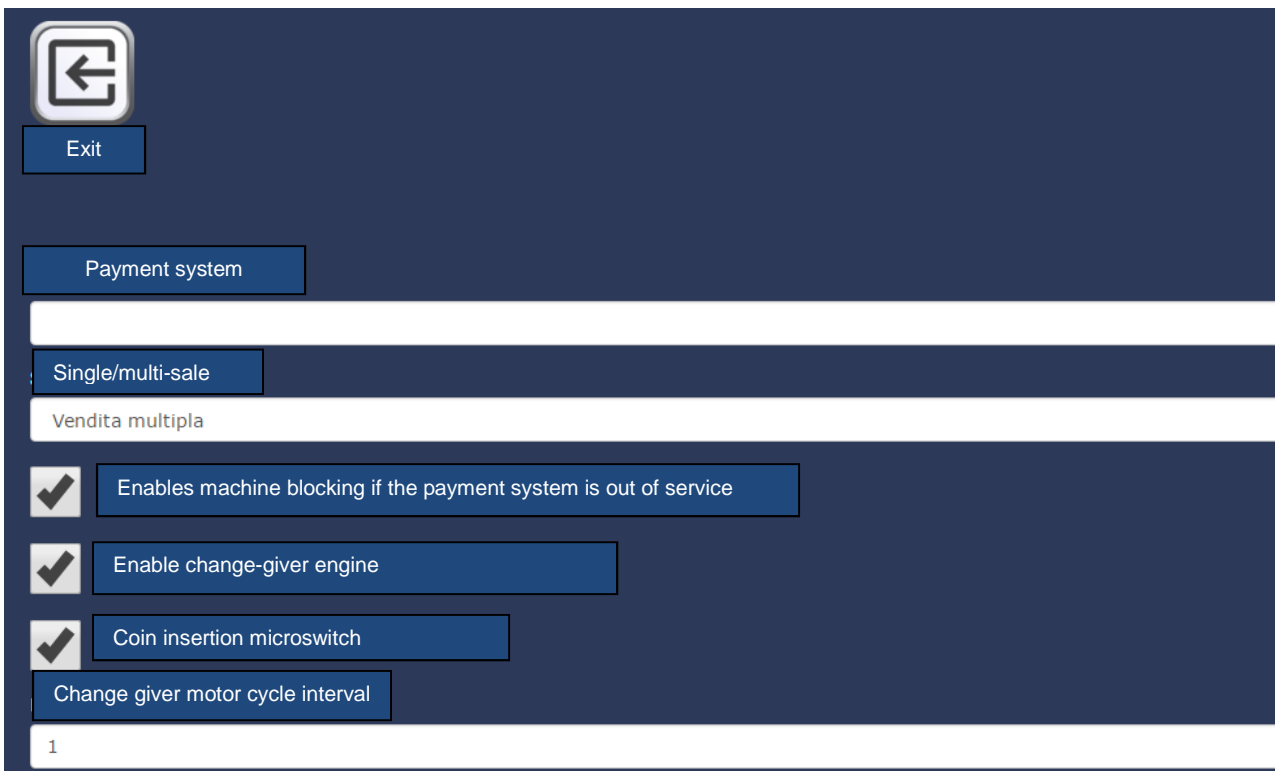 Exit
Payment system
Single/multi-sale
Vendita multipla
Enables machine blocking if the payment system is out of service
Enable change-giver engine
Coin insertion microswitch
Change giver motor cycle interval
1